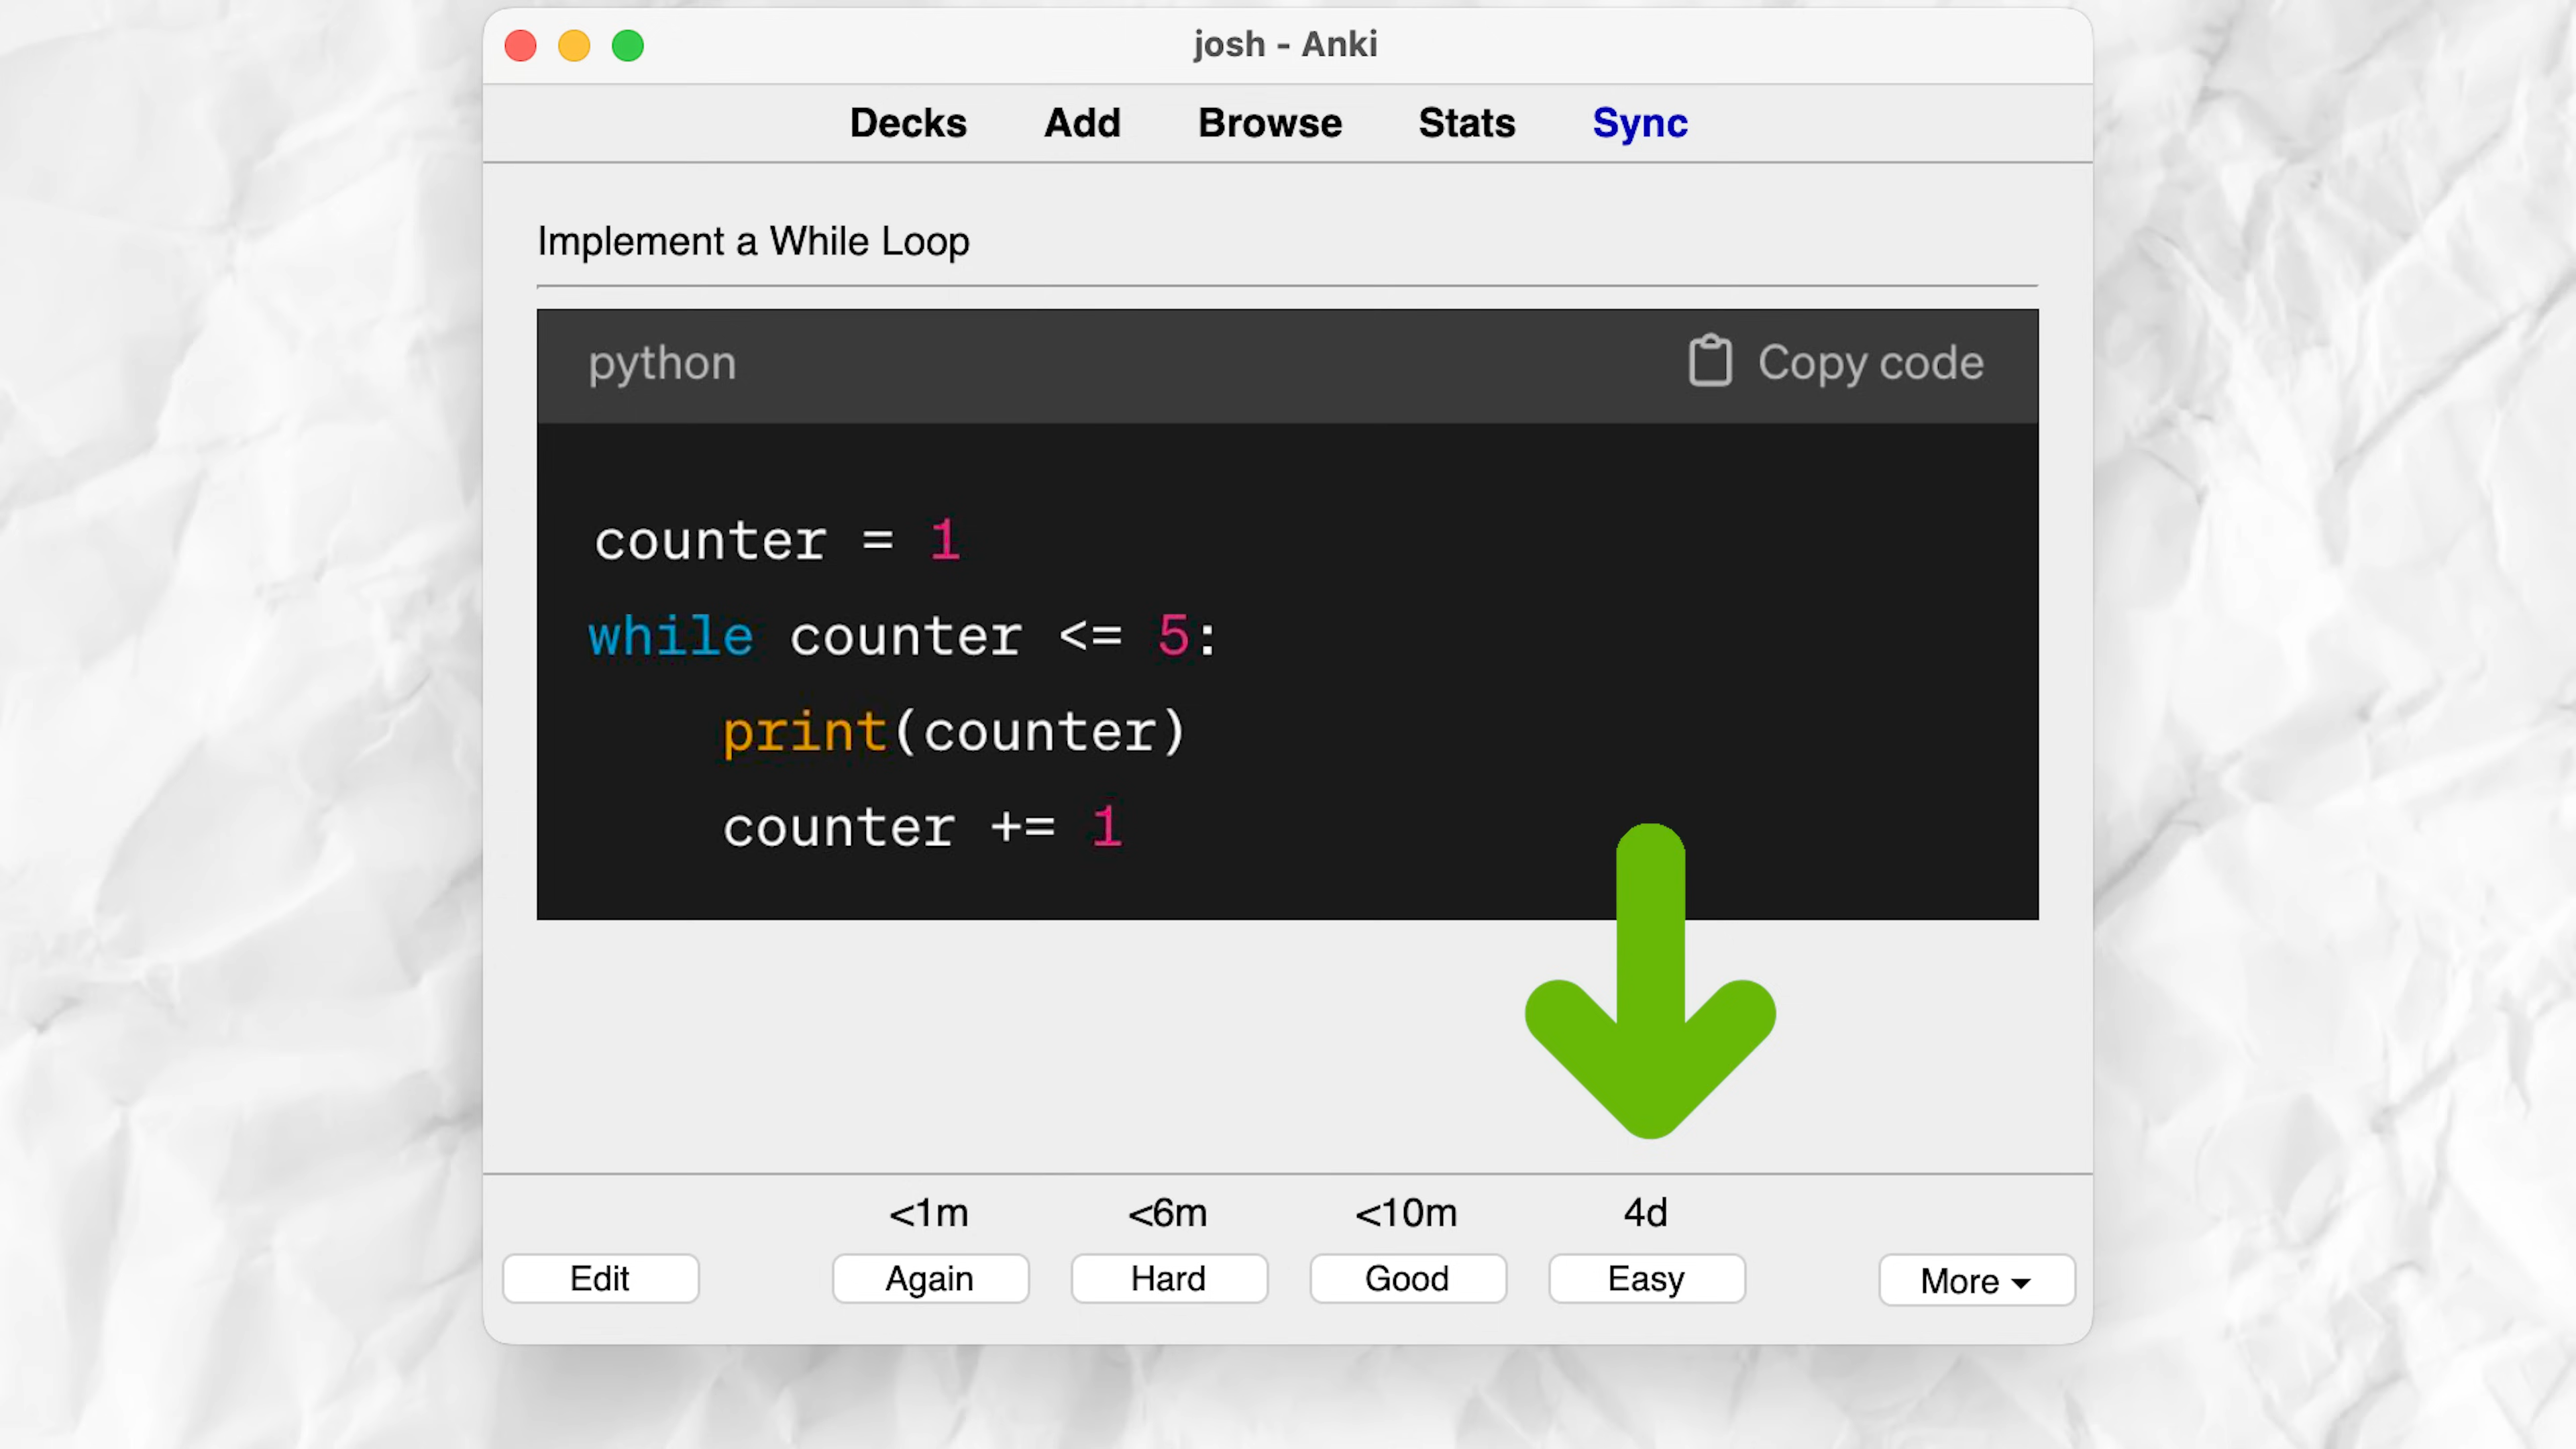 josh - Anki
Decks Add Browse Stats Sync
Implement a While Loop
python Copy code
counter = 1
while counter <= 5:
    print(counter)
    counter += 1
<1m <6m <10m 4d
Edit Again Hard Good Easy More